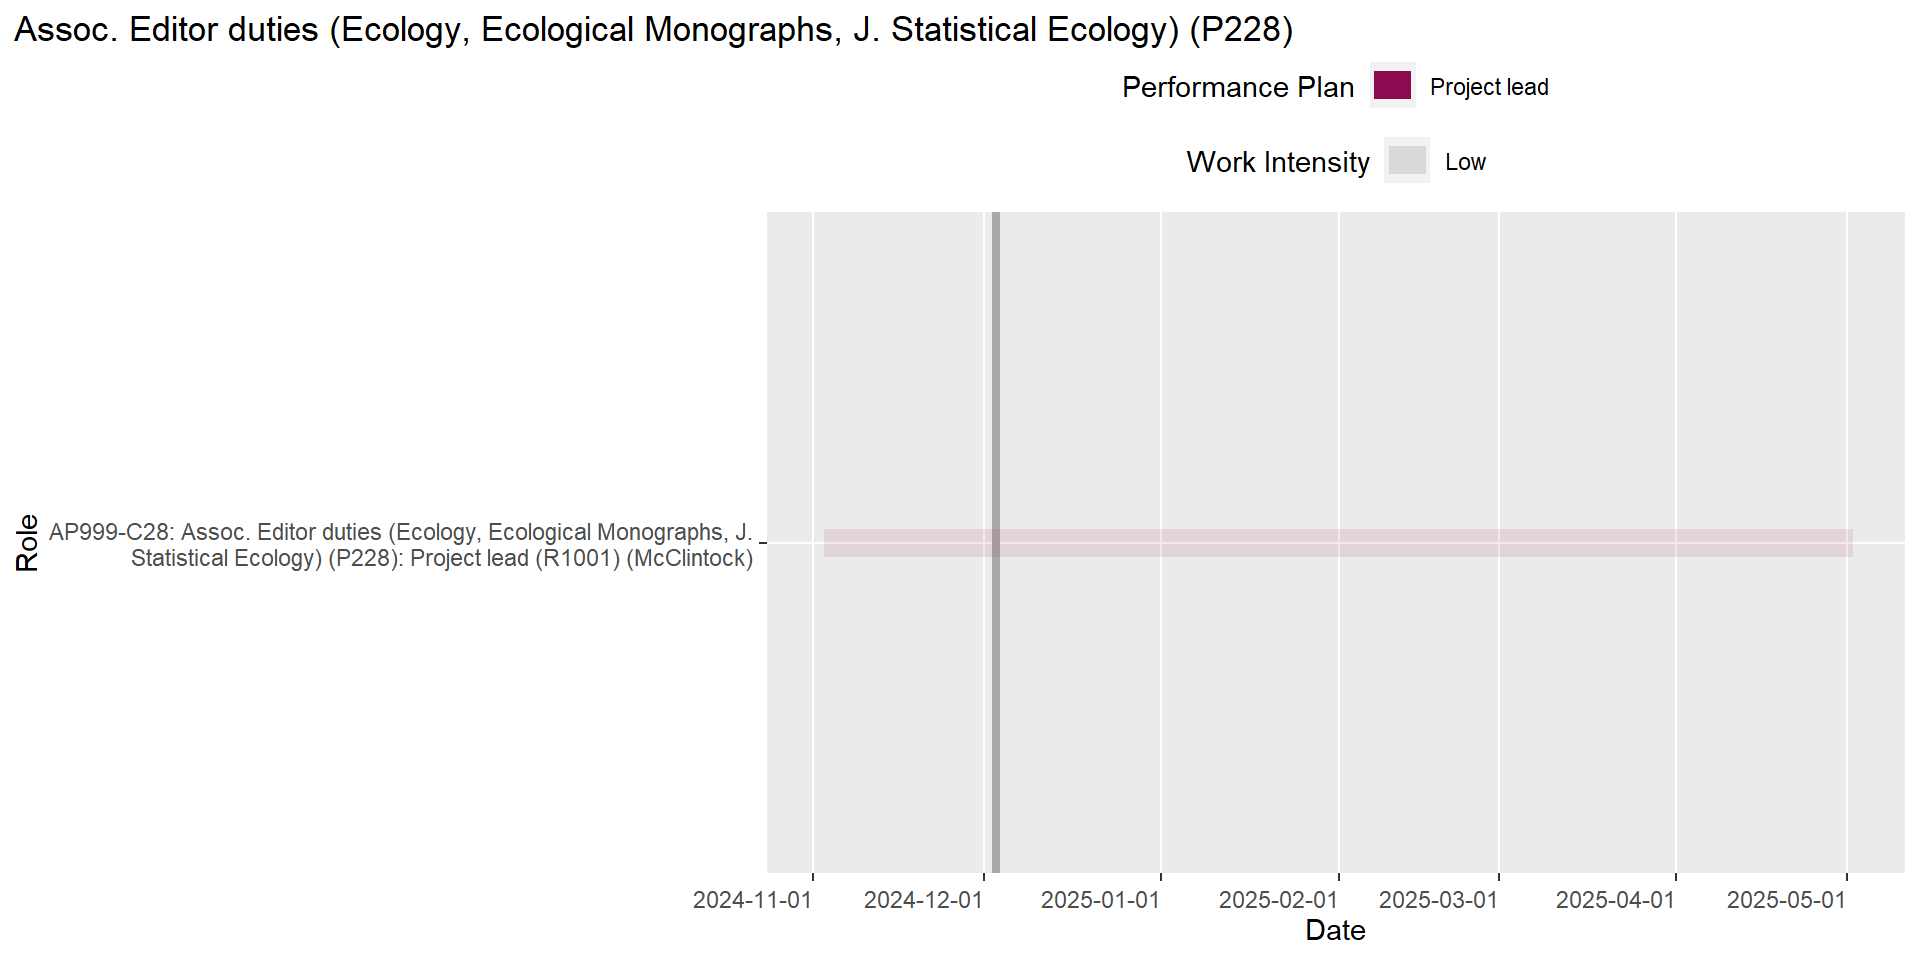 Assoc. Editor duties (Ecology, Ecological Monographs, J. Statistical Ecology) (P228)
Performance Plan
Project lead
Work Intensity
Low
Role
AP999-C28: Assoc. Editor duties (Ecology, Ecological Monographs, J.
Statistical Ecology) (P228): Project lead (R1001) (McClintock)
2024-11-01
2024-12-01
2025-01-01
2025-02-01
2025-03-01
2025-04-01
2025-05-01
Date